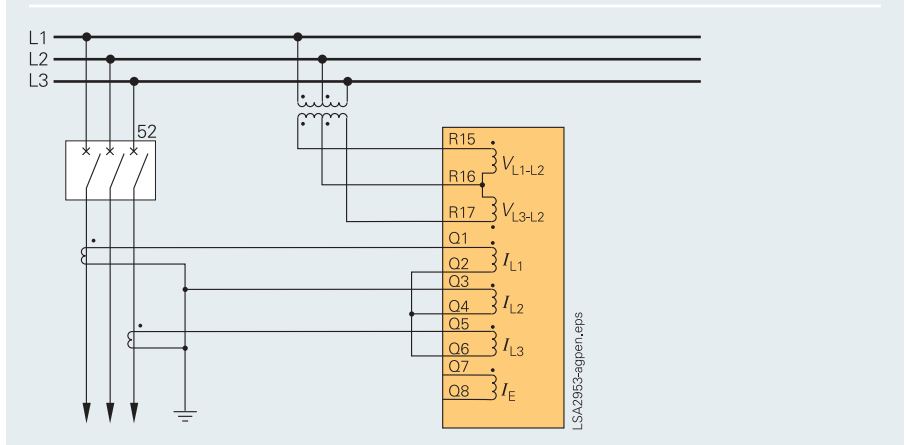 L1
L2
L3
52
R15
V L1-L2
R16
R17
V L3-L2
Q1
Q2
I L1
Q3
Q4
I L2
Q5
Q6
I L3
Q7
Q8
I E
LSA2953-agpen.eps